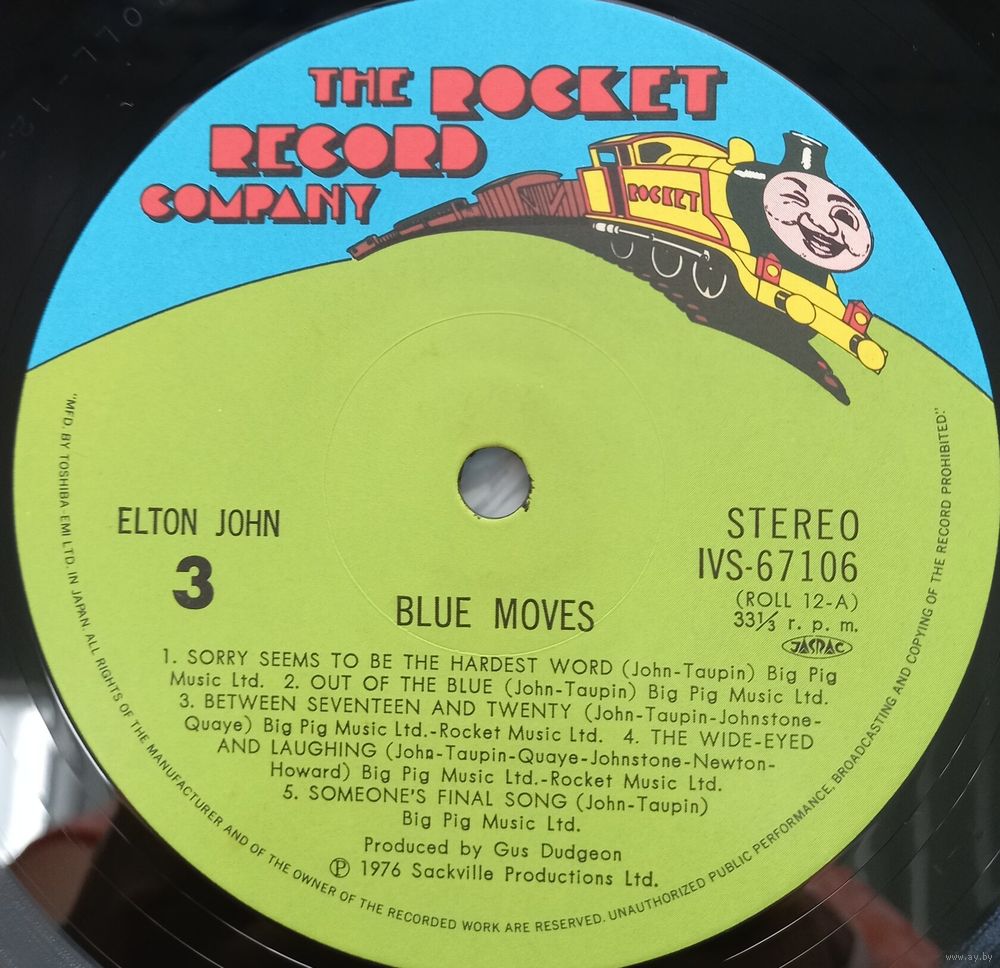 THE ROCKET
RECORD
COMPANY
ROCKET
ELTON JOHN
3
STEREO
IVS-67106
(ROLL 12-A)
33⅓ r. p. m.
JASRAC
BLUE MOVES
1. SORRY SEEMS TO BE THE HARDEST WORD (John-Taupin) Big Pig
Music Ltd. 2. OUT OF THE BLUE (John-Taupin) Big Pig Music Ltd.
3. BETWEEN SEVENTEEN AND TWENTY (John-Taupin-Johnstone-
Quaye) Big Pig Music Ltd.-Rocket Music Ltd. 4. THE WIDE-EYED
AND LAUGHING (John-Taupin-Quaye-Johnstone-Newton-
Howard) Big Pig Music Ltd.-Rocket Music Ltd.
5. SOMEONE'S FINAL SONG (John-Taupin)
Big Pig Music Ltd.
Produced by Gus Dudgeon
℗ 1976 Sackville Productions Ltd.
"MFD. BY TOSHIBA EMI LTD. IN JAPAN. ALL RIGHTS OF THE MANUFACTURER AND OF THE OWNER OF THE RECORDED WORK ARE RESERVED. UNAUTHORIZED PUBLIC PERFORMANCE, BROADCASTING AND COPYING OF THE RECORD PROHIBITED."
www.ay.by